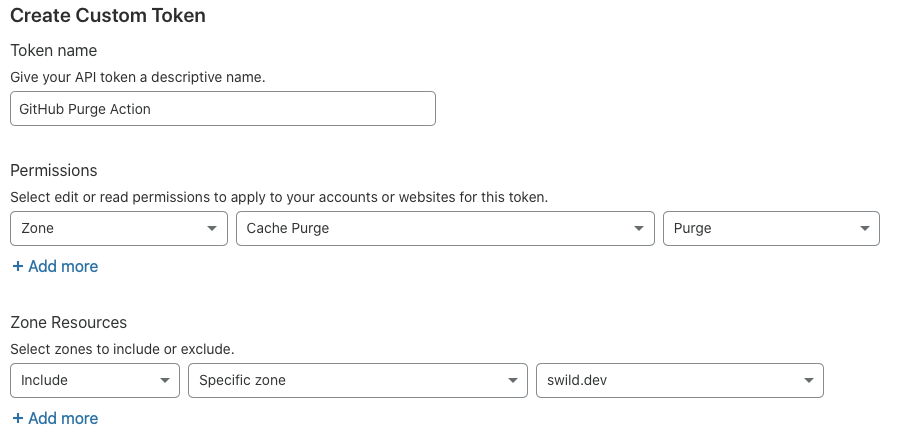 Create Custom Token
Token name
Give your API token a descriptive name.
GitHub Purge Action
Permissions
Select edit or read permissions to apply to your accounts or websites for this token.
Zone Cache Purge Purge
+ Add more
Zone Resources
Select zones to include or exclude.
Include Specific zone swild.dev
+ Add more